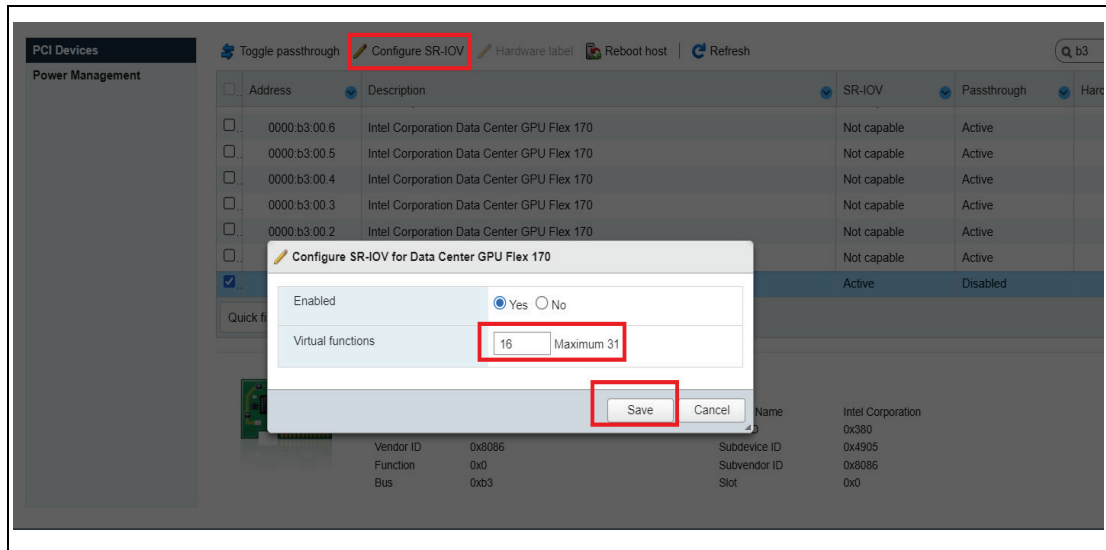 PCI Devices
Power Management
Toggle passthrough Configure SR-IOV Hardware label Reboot host Refresh b3
Address Description SR-IOV Passthrough Hard
0000:b3:00.6 Intel Corporation Data Center GPU Flex 170 Not capable Active
0000:b3:00.5 Intel Corporation Data Center GPU Flex 170 Not capable Active
0000:b3:00.4 Intel Corporation Data Center GPU Flex 170 Not capable Active
0000:b3:00.3 Intel Corporation Data Center GPU Flex 170 Not capable Active
0000:b3:00.2 Intel Corporation Data Center GPU Flex 170 Not capable Active
Not capable Active
Active Disabled
Quick fi
Configure SR-IOV for Data Center GPU Flex 170
Enabled Yes No
Virtual functions 16 Maximum 31
Save Cancel
Name Intel Corporation
0x380
Vendor ID 0x8086 Subdevice ID 0x4905
Function 0x0 Subvendor ID 0x8086
Bus 0xb3 Slot 0x0